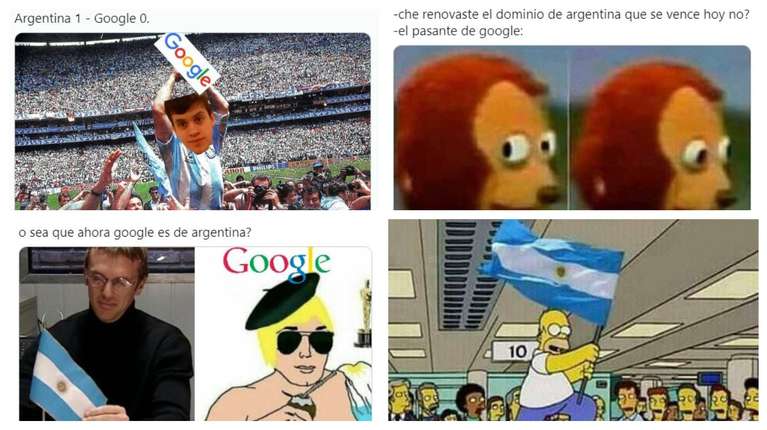 Argentina 1 - Google 0.
Google
-che renovaste el dominio de argentina que se vence hoy no?
-el pasante de google:
o sea que ahora google es de argentina?
Google
10